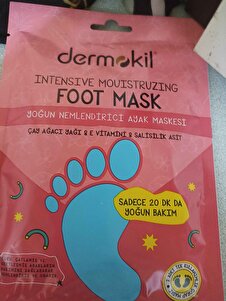 dermokil
INTENSIVE MOUISTRUZING
FOOT MASK
YOĞUN NEMLENDİRİCİ AYAK MASKESİ
ÇAY AĞACI YAĞI & E VİTAMİNİ & SALİSİLİK ASİT
SADECE 20 DK DA
YOĞUN BAKIM